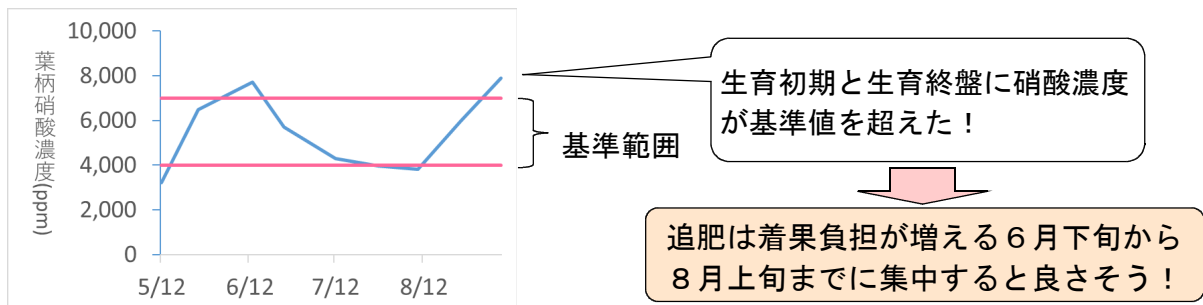 10,000
8,000
6,000
4,000
2,000
0
葉柄硝酸濃度(ppm)
5/12
6/12
7/12
8/12
基準範囲
生育初期と生育終盤に硝酸濃度
が基準値を超えた！
追肥は着果負担が増える６月下旬から
８月上旬までに集中すると良さそう！